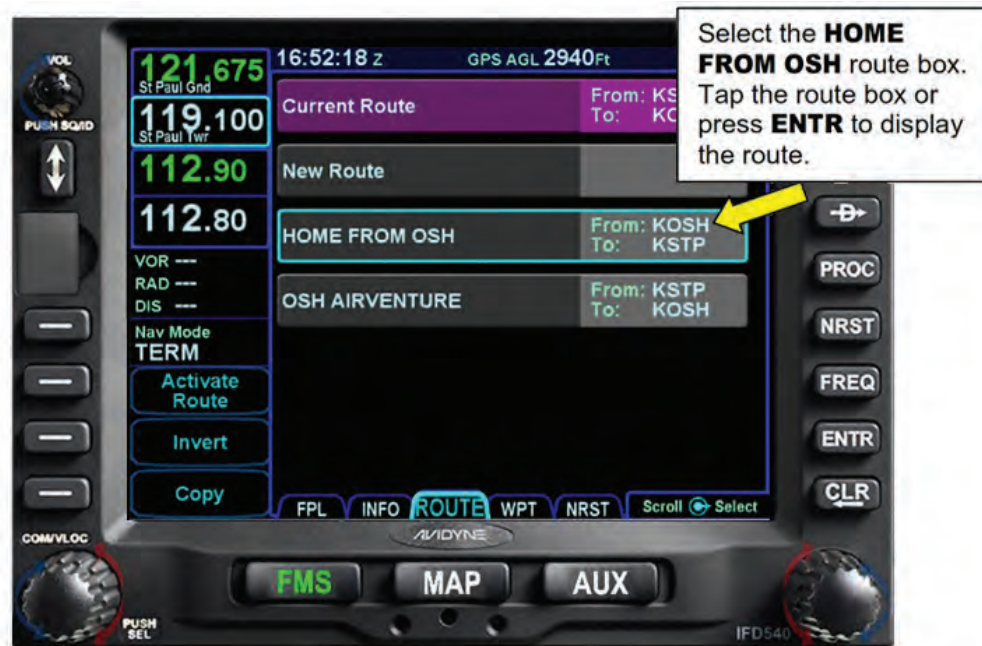 Select the HOME
FROM OSH route box.
Tap the route box or
press ENTR to display
the route.
VOL
PUSH SQ/ID
121.675
St Paul Gnd
119.100
St Paul Twr
112.90
112.80
VOR ---
RAD ---
DIS ---
Nav Mode
TERM
Activate
Route
Invert
Copy
16:52:18 Z GPS AGL 2940Ft
Current Route
From:
To:
New Route
HOME FROM OSH
From: KOSH
To: KSTP
OSH AIRVENTURE
From: KSTP
To: KOSH
FPL INFO ROUTE WPT NRST Scroll Select
D
PROC
NRST
FREQ
ENTR
CLR
COM/VLOC
PUSH
SEL
AVIDYNE
FMS MAP AUX
IFD540